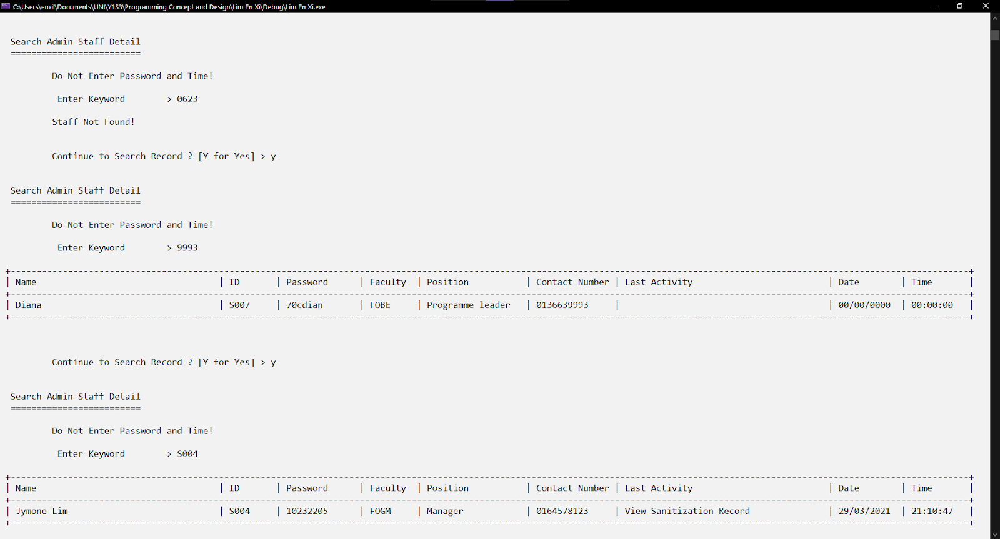 C:\Users\enxil\Documents\UNI\Y1S3\Programming Concept and Design\Lim En Xi\Debug\Lim En Xi.exe
Search Admin Staff Detail
=========================
Do Not Enter Password and Time!
Enter Keyword > 0623
Staff Not Found!
Continue to Search Record ? [Y for Yes] > y
Search Admin Staff Detail
=========================
Do Not Enter Password and Time!
Enter Keyword > 9993
| Name | ID | Password | Faculty | Position | Contact Number | Last Activity | Date | Time |
| Diana | S007 | 70cdian | FOBE | Programme leader | 0136639993 | | 00/00/0000 | 00:00:00 |
Continue to Search Record ? [Y for Yes] > y
Search Admin Staff Detail
=========================
Do Not Enter Password and Time!
Enter Keyword > S004
| Name | ID | Password | Faculty | Position | Contact Number | Last Activity | Date | Time |
| Jymone Lim | S004 | 10232205 | FOGM | Manager | 0164578123 | View Sanitization Record | 29/03/2021 | 21:10:47 |